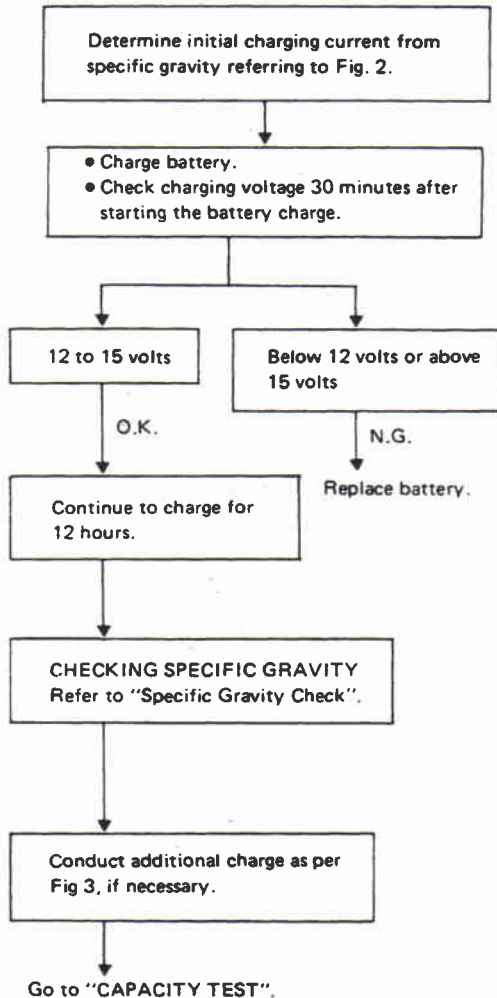 Determine initial charging current from
specific gravity referring to Fig. 2.
• Charge battery.
• Check charging voltage 30 minutes after
starting the battery charge.
12 to 15 volts
Below 12 volts or above
15 volts
O.K.
N.G.
Replace battery.
Continue to charge for
12 hours.
CHECKING SPECIFIC GRAVITY
Refer to "Specific Gravity Check".
Conduct additional charge as per
Fig 3, if necessary.
Go to "CAPACITY TEST".